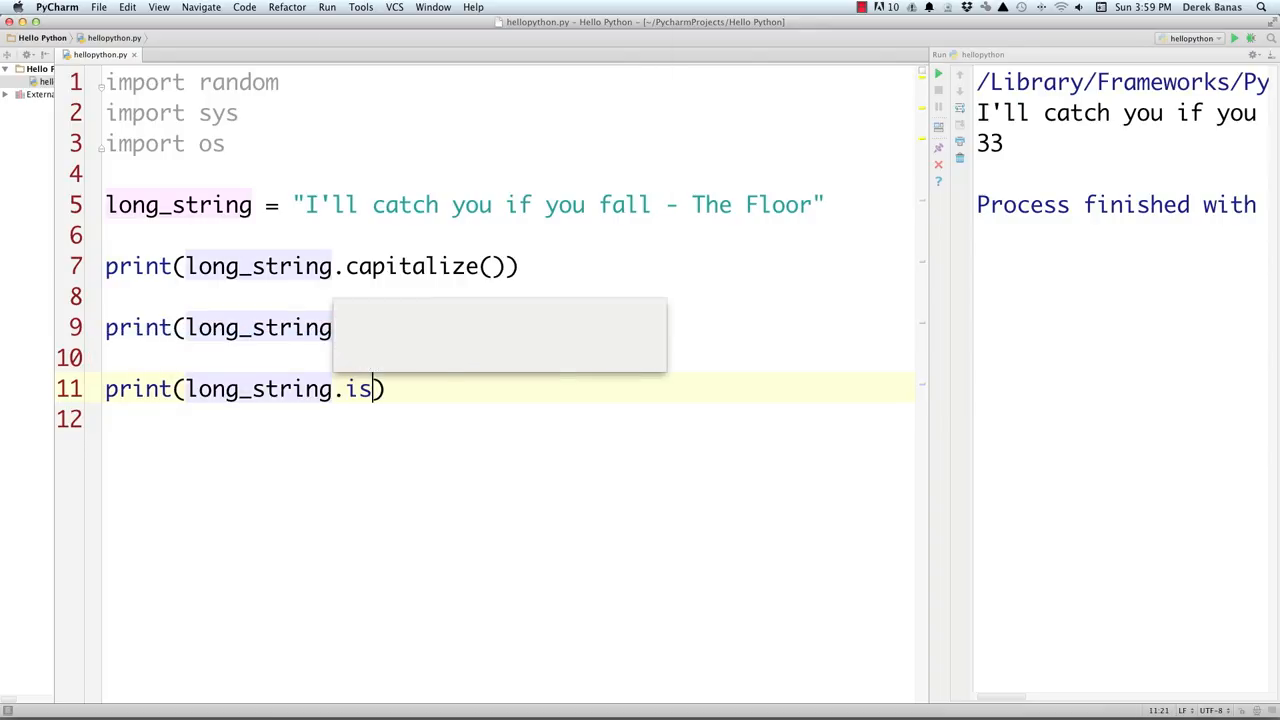 PyCharm File Edit View Navigate Code Refactor Run Tools VCS Window Help 10 Sun 3:59 PM Derek Banas
hellopython.py - Hello Python - [~/PycharmProjects/Hello Python]
Hello Python hellopython.py hellopython
hellopython.py Run hellopython
Hello P
hell
Externa
1 import random
2 import sys
3 import os
4
5 long_string = "I'll catch you if you fall - The Floor"
6
7 print(long_string.capitalize())
8
9 print(long_string
10
11 print(long_string.is)
12
/Library/Frameworks/Py
I'll catch you if you
33
Process finished with
11:21 LF UTF-8